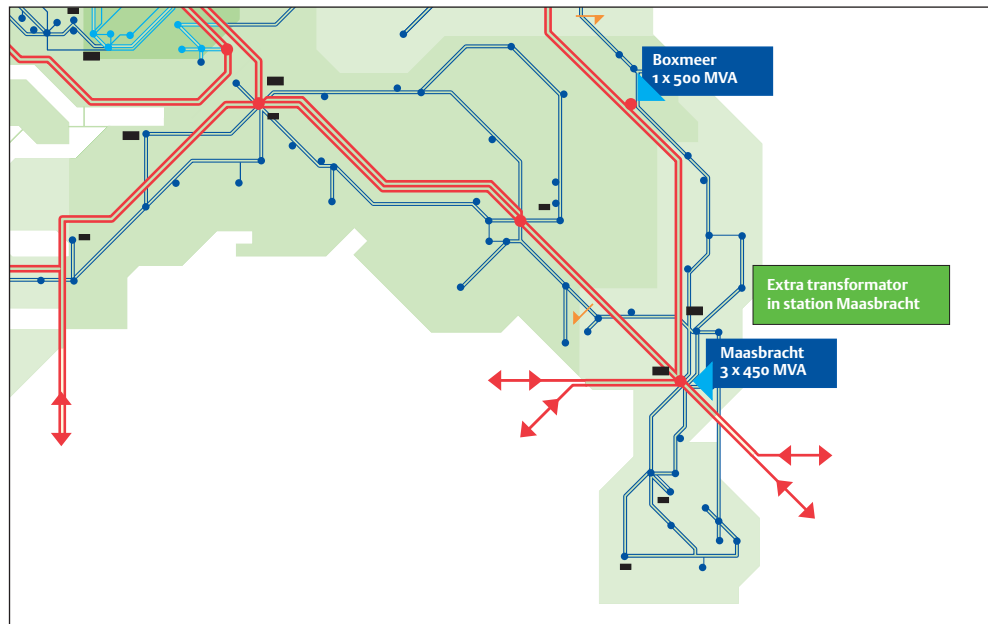 Boxmeer
1 x 500 MVA
Extra transformator
in station Maasbracht
Maasbracht
3 x 450 MVA